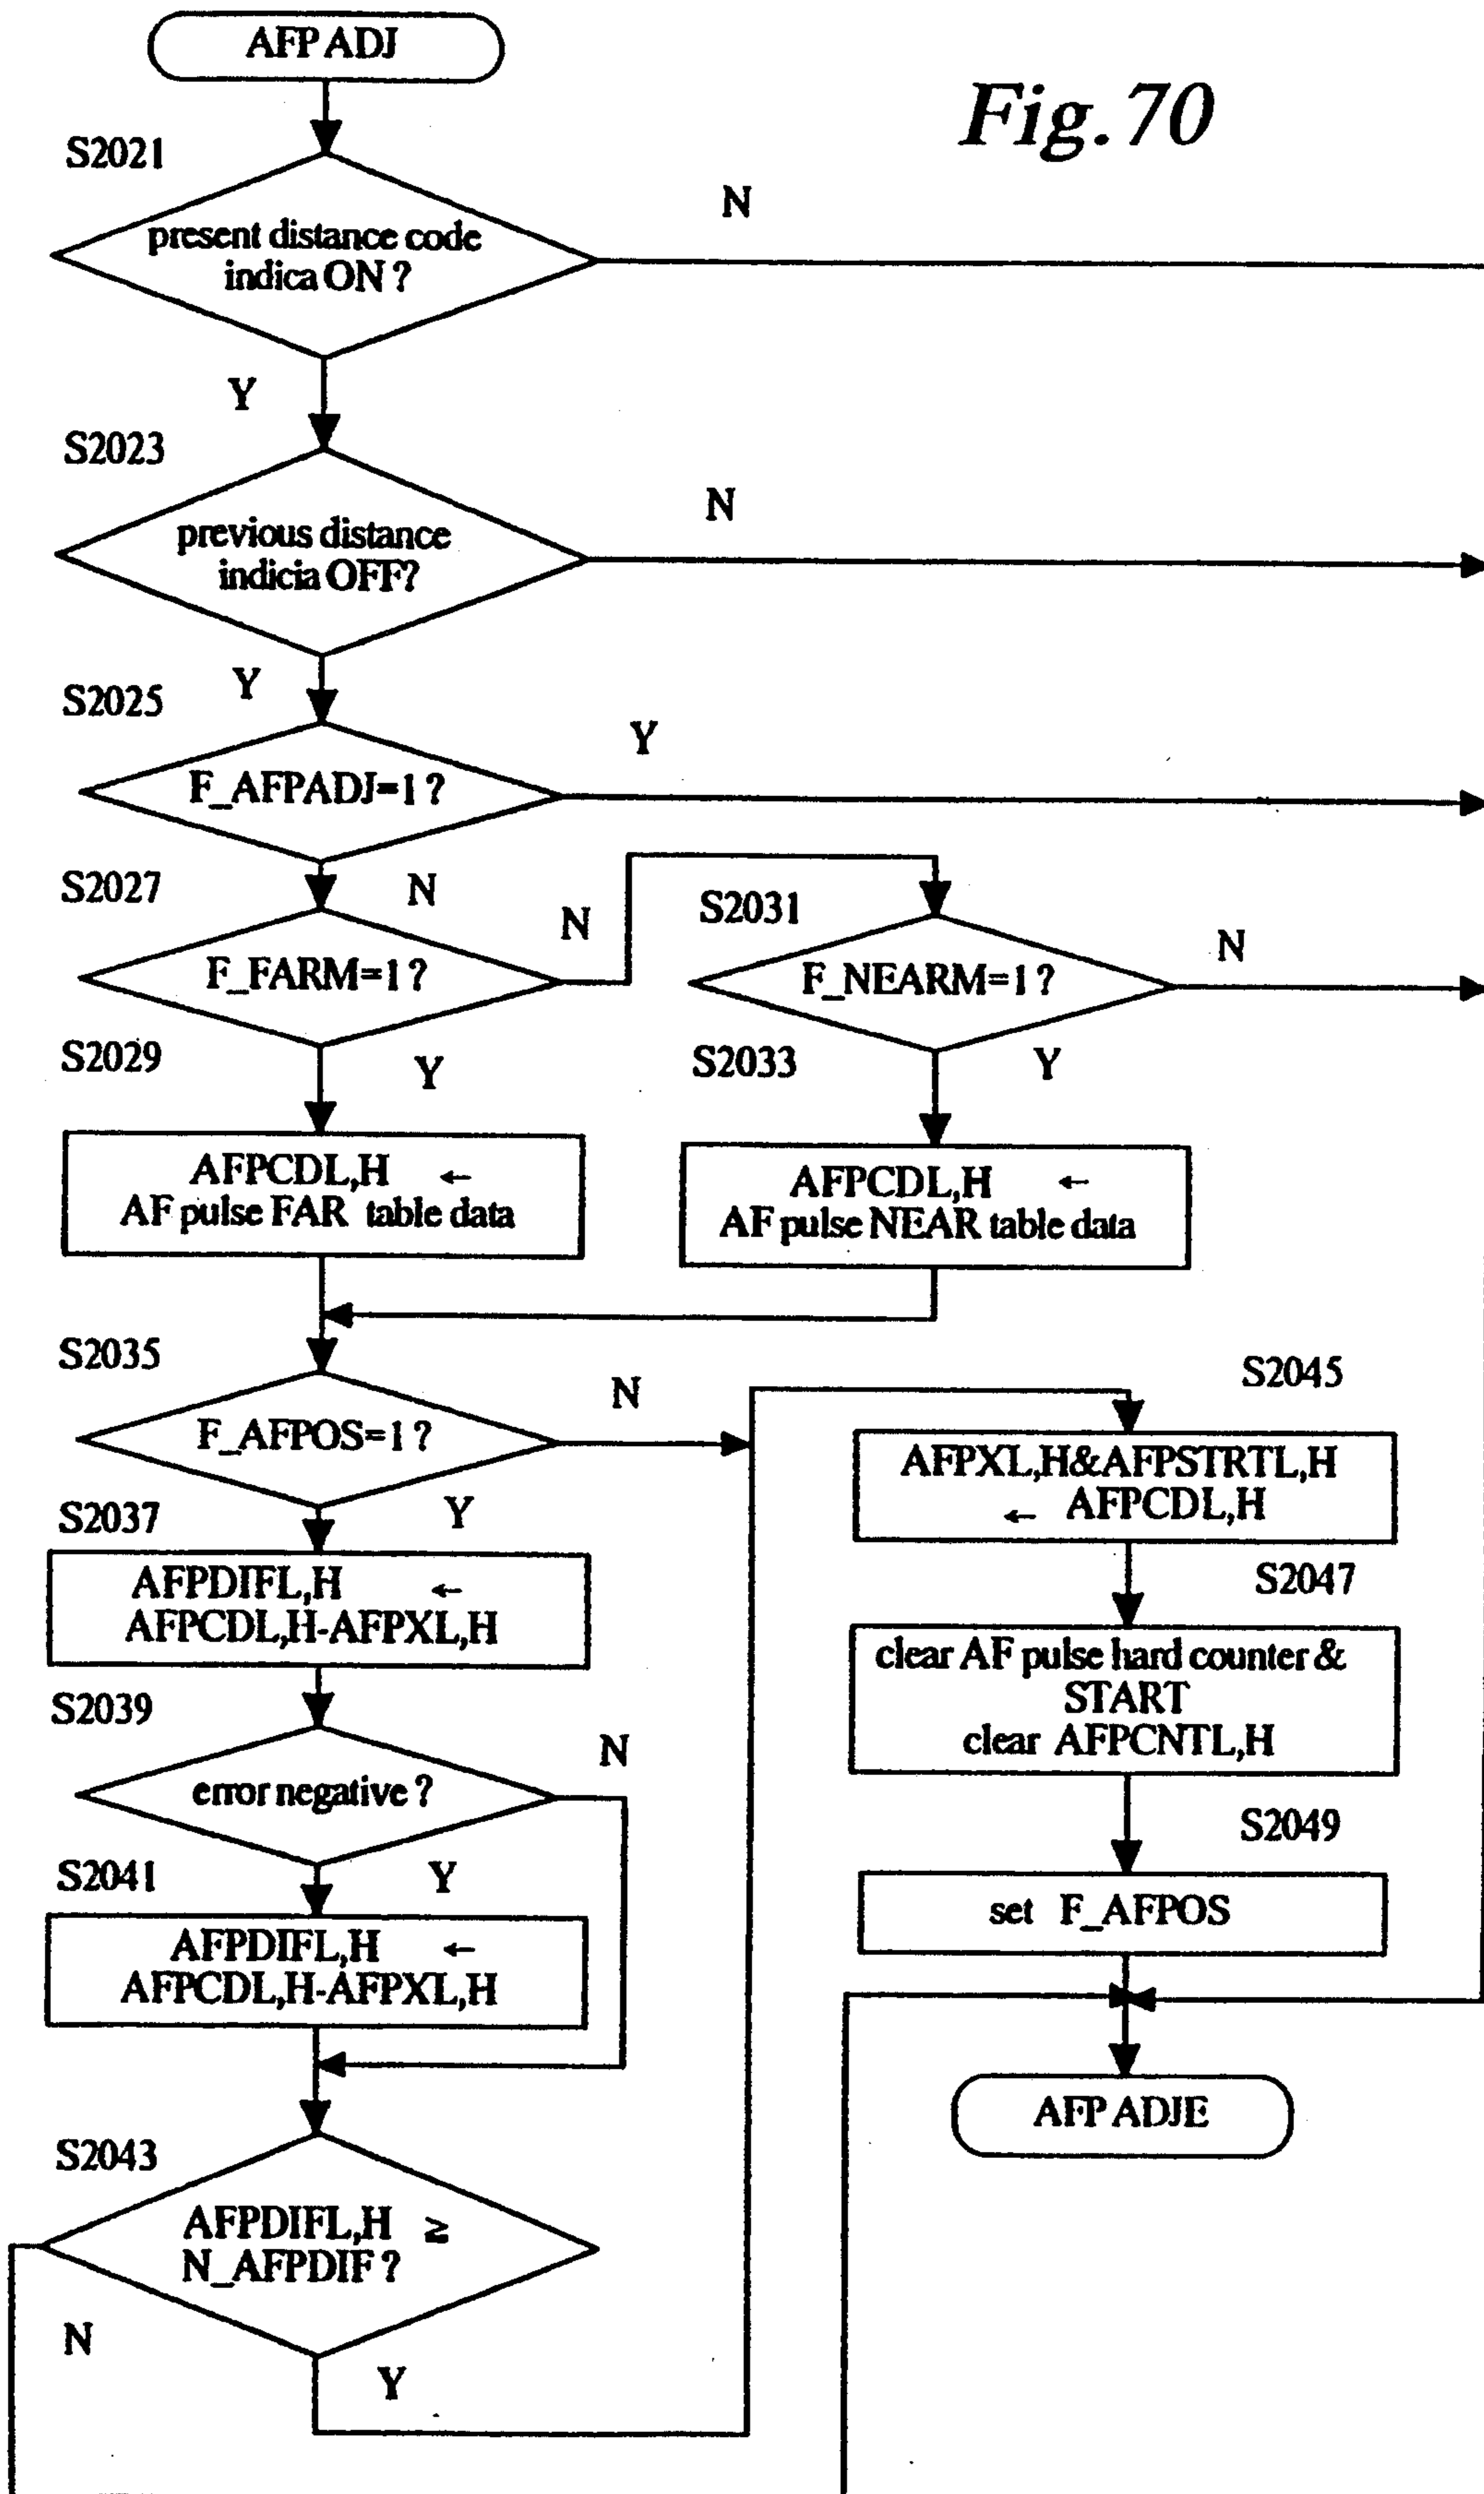 AFP ADJ
Fig.70
S2021
N
present distance code
indica ON ?
Y
S2023
N
previous distance
indicia OFF?
Y
S2025
Y
F_AFPADJ=1 ?
N
S2027
N
F_FARM=1 ?
S2031
N
F_NEARM=1 ?
S2029
Y
S2033
Y
AFPCDL,H ←
AF pulse FAR table data
AFPCDL,H ←
AF pulse NEAR table data
S2035
N
F_AFPOS=1 ?
Y
S2045
AFPXL,H&AFPSTRTL,H
← AFPCDL,H
S2037
AFPDIFL,H ←
AFPCDL,H-AFPXL,H
S2047
clear AF pulse hard counter &
START
clear AFPCNTL,H
S2039
N
error negative ?
Y
S2049
set F_AFPOS
S2041
AFPDIFL,H ←
AFPCDL,H-AFPXL,H
AFP ADJE
S2043
AFPDIFL,H ≧
N_AFPDIF ?
N
Y